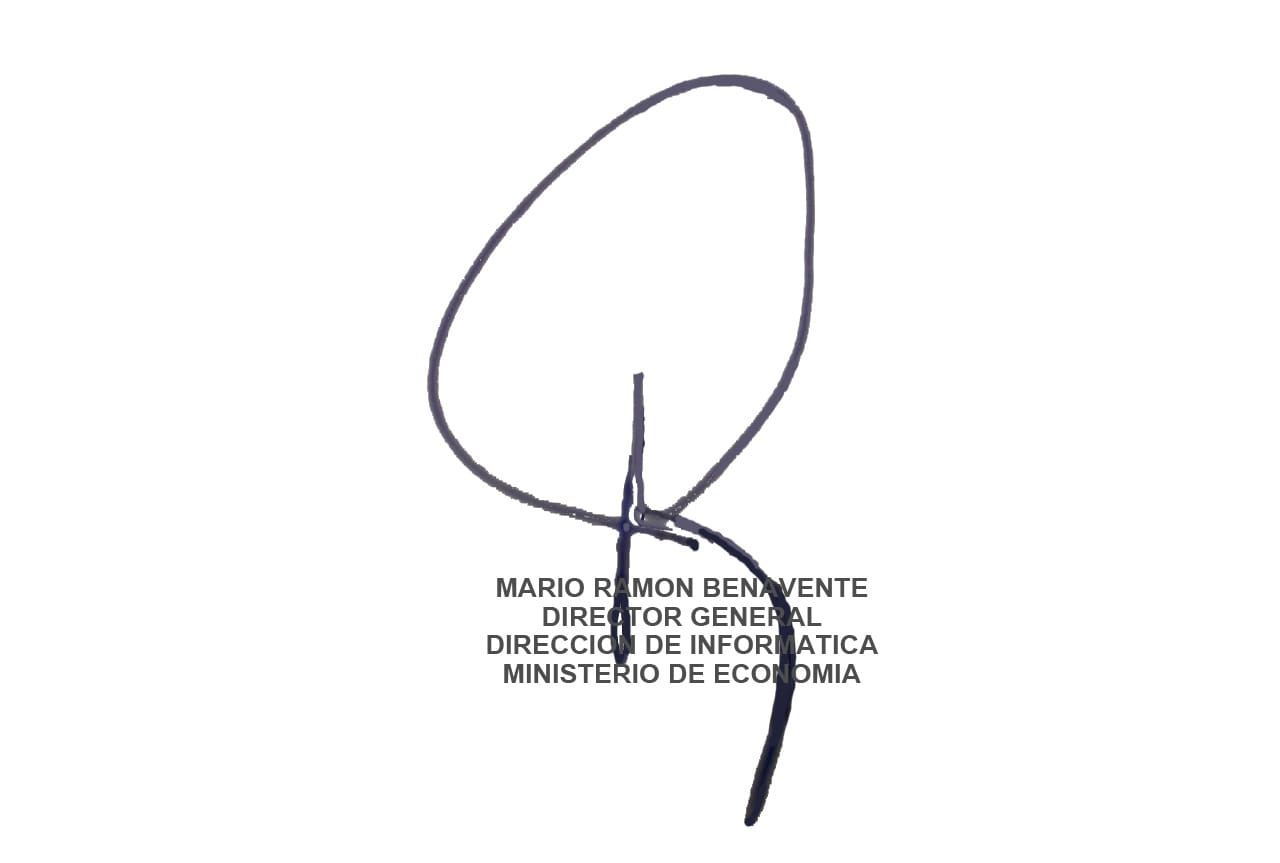 MARIO RAMON BENAVENTE
DIRECTOR GENERAL
DIRECCION DE INFORMATICA
MINISTERIO DE ECONOMIA